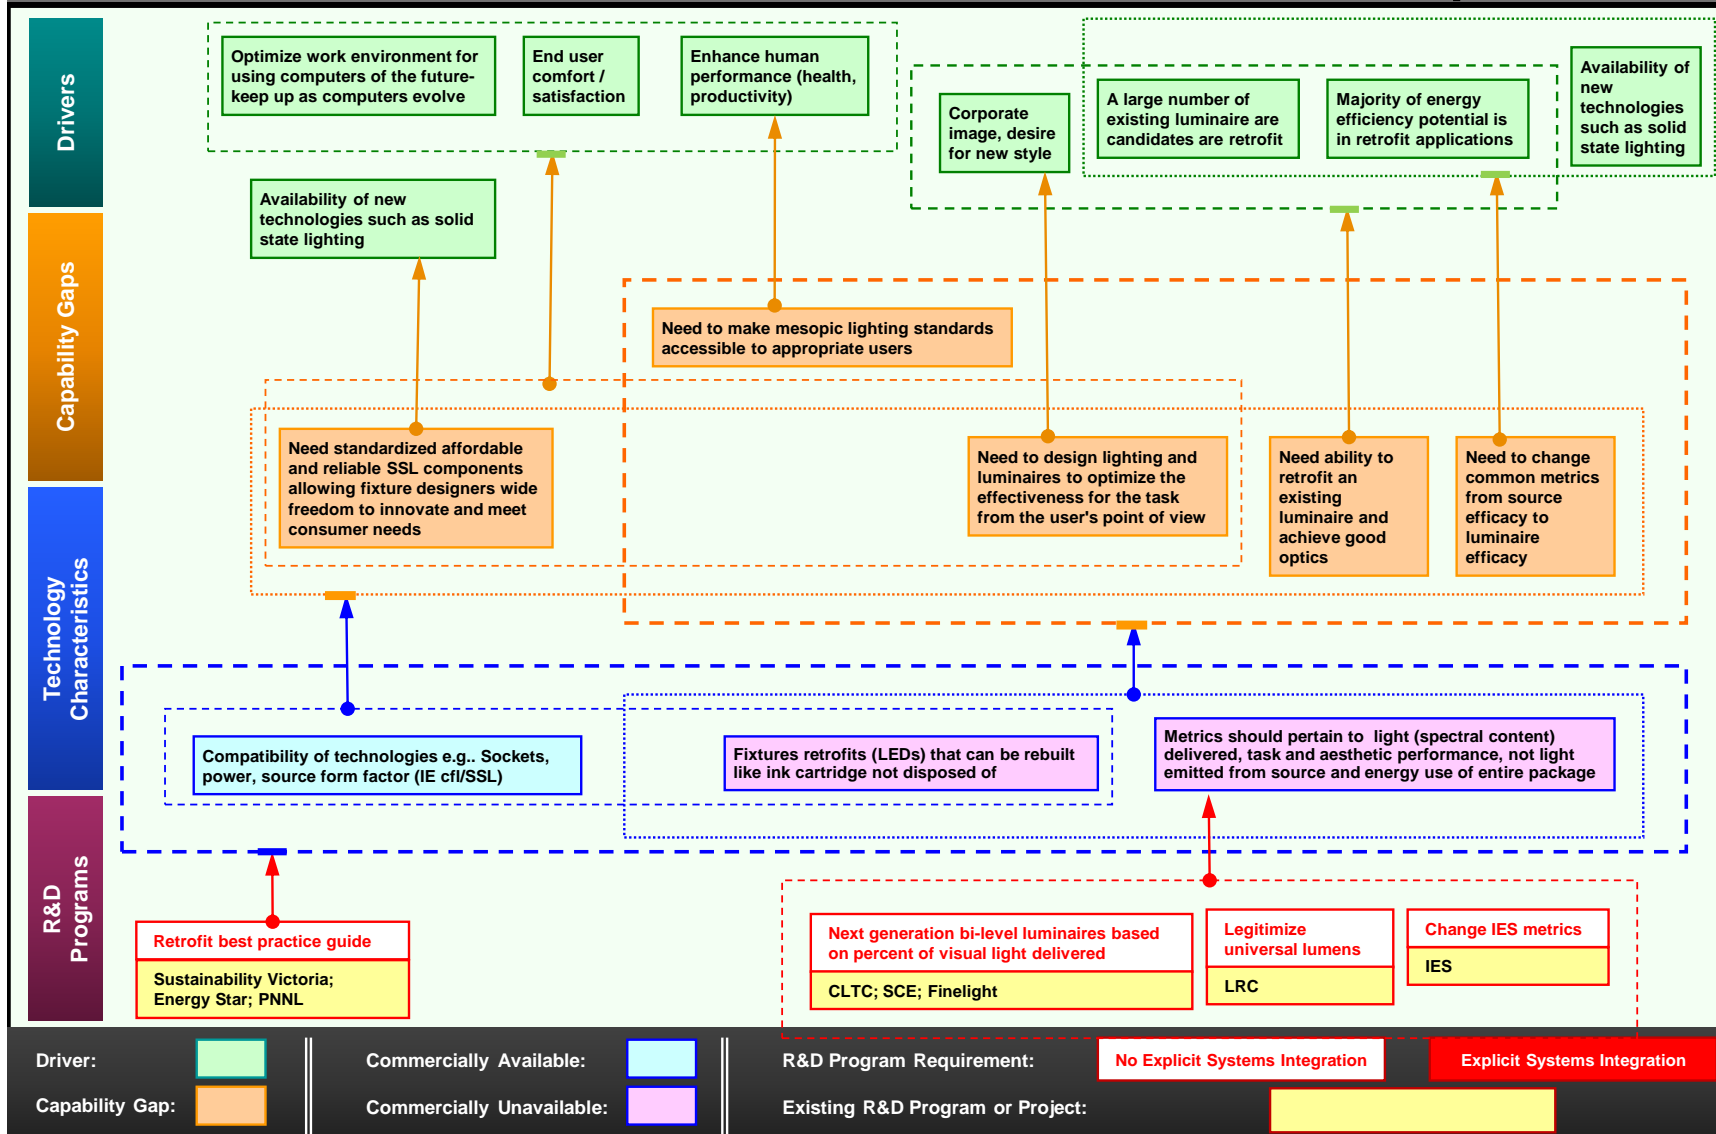 Drivers
Optimize work environment for
using computers of the future-
keep up as computers evolve
End user
comfort /
satisfaction
Enhance human
performance (health,
productivity)
Corporate
image, desire
for new style
A large number of
existing luminaire are
candidates are retrofit
Majority of energy
efficiency potential is
in retrofit applications
Availability of
new
technologies
such as solid
state lighting
Availability of new
technologies such as solid
state lighting
Capability Gaps
Need to make mesopic lighting standards
accessible to appropriate users
Need standardized affordable
and reliable SSL components
allowing fixture designers wide
freedom to innovate and meet
consumer needs
Need to design lighting and
luminaires to optimize the
effectiveness for the task
from the user's point of view
Need ability to
retrofit an
existing
luminaire and
achieve good
optics
Need to change
common metrics
from source
efficacy to
luminaire
efficacy
Technology
Characteristics
Compatibility of technologies e.g.. Sockets,
power, source form factor (IE cfl/SSL)
Fixtures retrofits (LEDs) that can be rebuilt
like ink cartridge not disposed of
Metrics should pertain to  light (spectral content)
delivered, task and aesthetic performance, not light
emitted from source and energy use of entire package
R&D
Programs
Retrofit best practice guide
Sustainability Victoria;
Energy Star; PNNL
Next generation bi-level luminaires based
on percent of visual light delivered
CLTC; SCE; Finelight
Legitimize
universal lumens
LRC
Change IES metrics
IES
Driver:
Capability Gap:
Commercially Available:
Commercially Unavailable:
R&D Program Requirement:
No Explicit Systems Integration
Explicit Systems Integration
Existing R&D Program or Project: